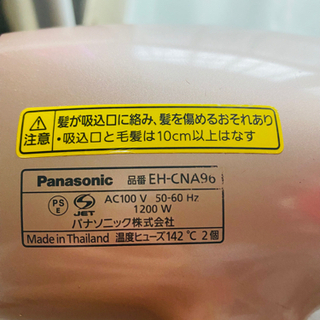 髪が吸込口に絡み、髪を傷めるおそれあり
注意 ・吸込口と毛髪は10cm以上はなす
Panasonic 品番 EH-CNA96
PS E JET AC100 V 50-60 Hz
1200 W
パナソニック株式会社
Made in Thailand 温度ヒューズ142℃ 2個